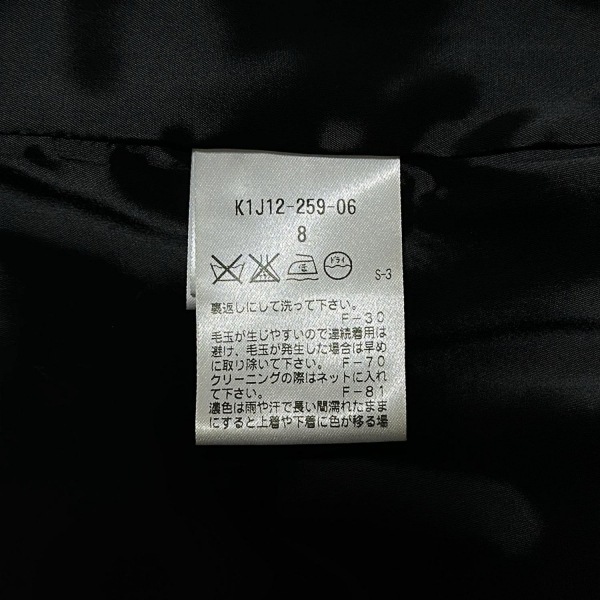 K1J12-259-06
8
中 ドライ
S-3
裏返しにして洗って下さい。
F-30
毛玉が生じやすいので連続着用は
避け、毛玉が発生した場合は早め
に取り除いて下さい。 F-70
クリーニングの際はネットに入れ
て下さい。 F-81
濃色は雨や汗で長い間濡れたまま
にすると上着や下着に色が移る場